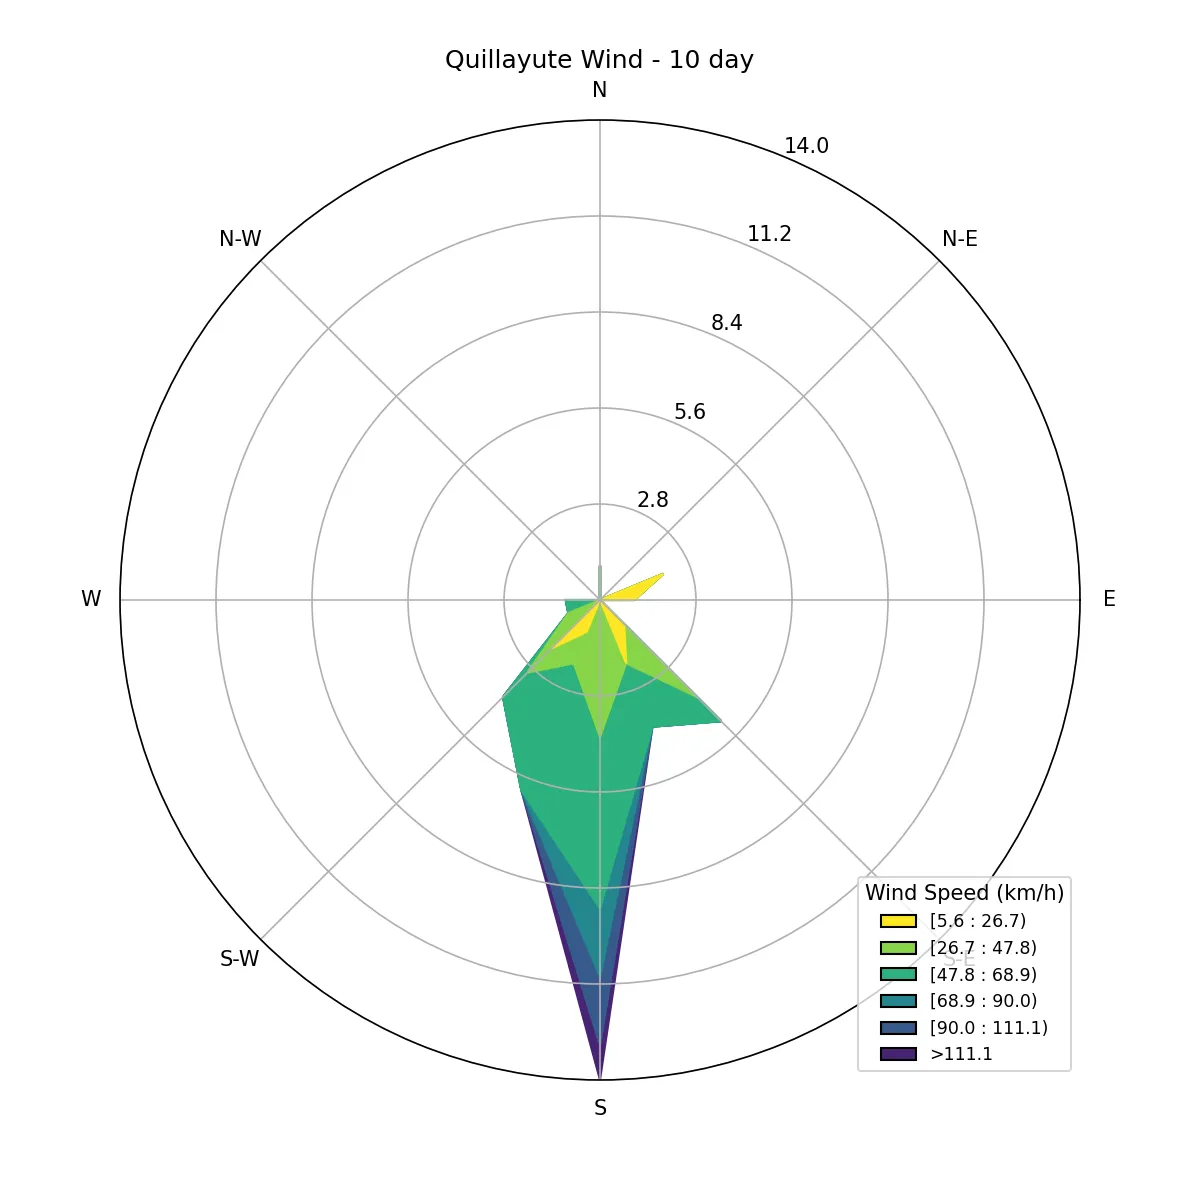 Quillayute Wind - 10 day
N
14.0
N-W
11.2
N-E
8.4
5.6
2.8
W
E
S-W
S-E
S
Wind Speed (km/h)
[5.6 : 26.7)
[26.7 : 47.8)
[47.8 : 68.9)
[68.9 : 90.0)
[90.0 : 111.1)
>111.1